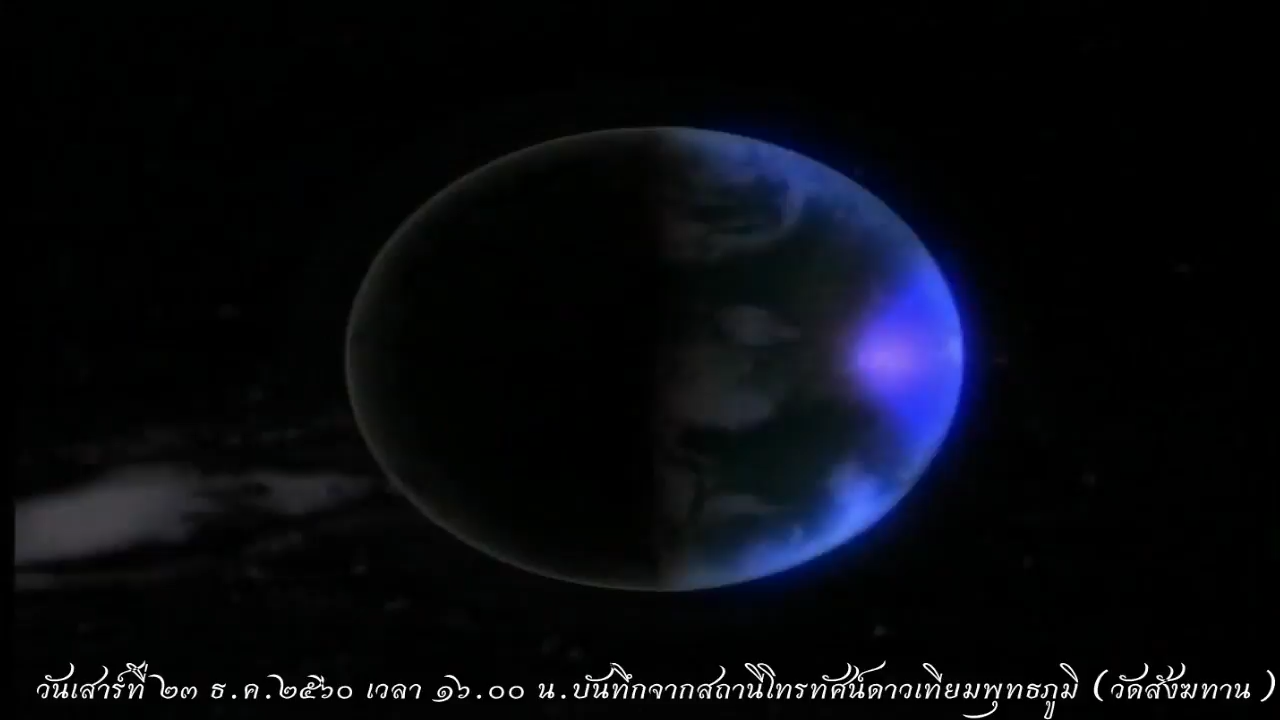 วันเสาร์ที่ ๒๓ ธ.ค.๒๕๖๐ เวลา ๑๖.๐๐ น.บันทึกจากสถานีโทรทัศน์ดาวเทียมพุทธภูมิ (วัดสังฆทาน )